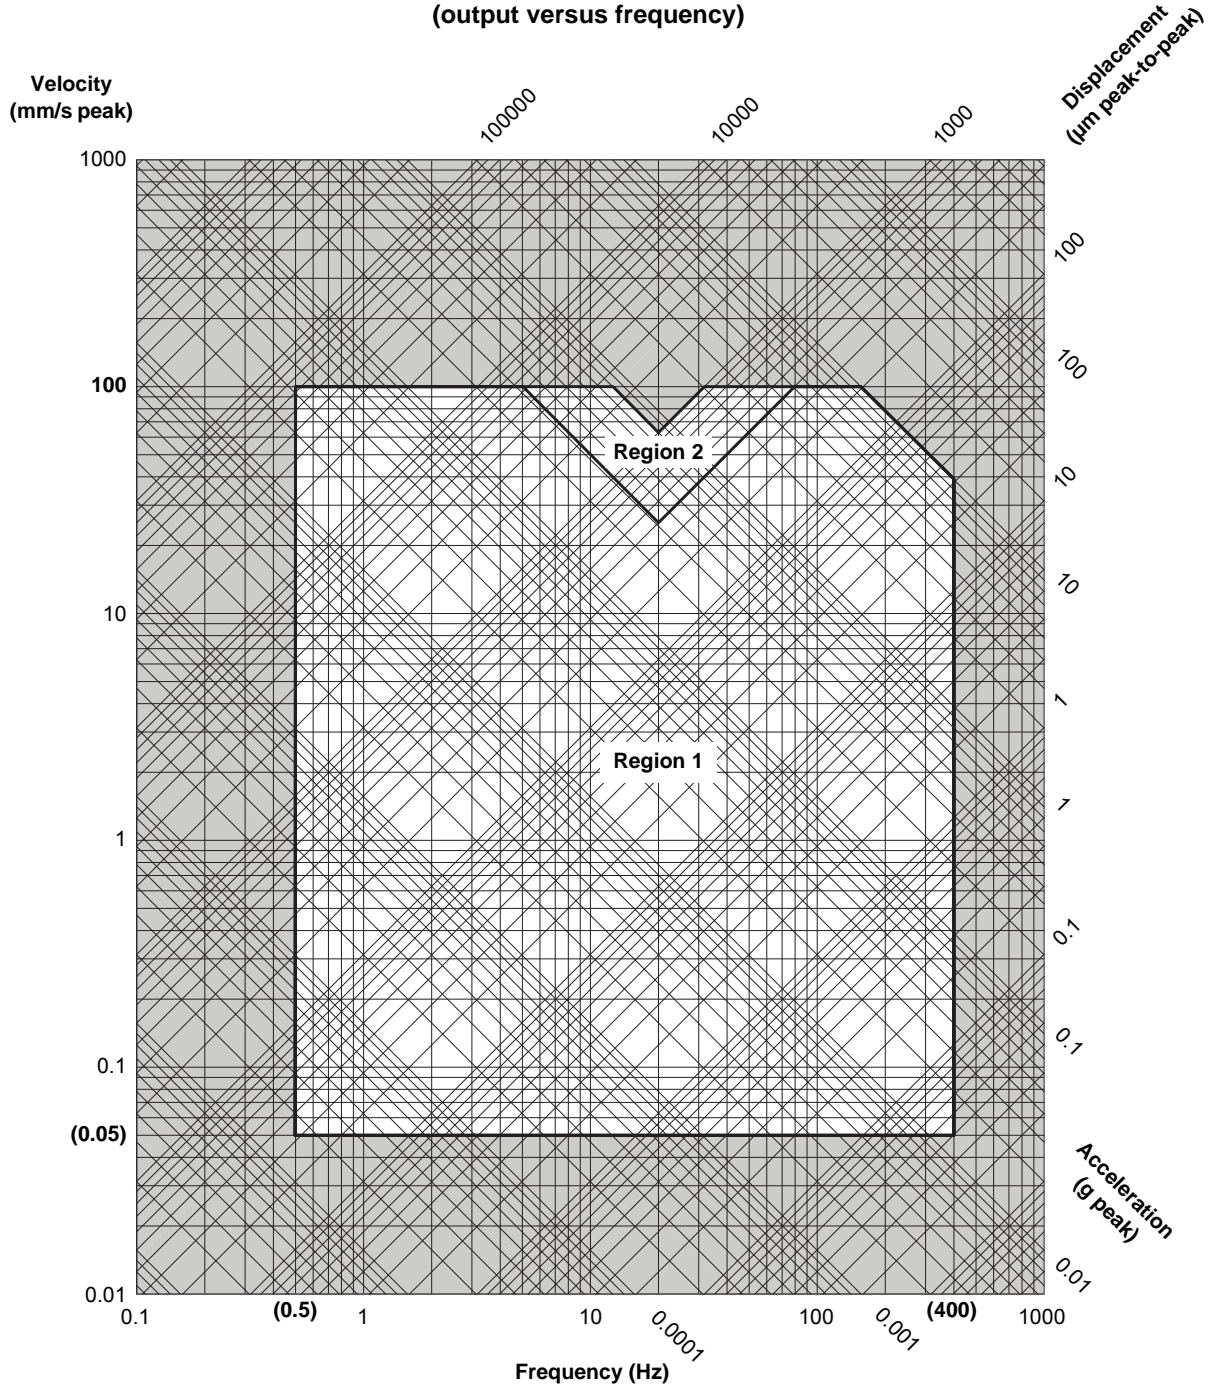 (output versus frequency)
Displacement
(µm peak-to-peak)
Velocity
(mm/s peak)
100000
10000
1000
1000
100
100
100
Region 2
10
10
10
1
Region 1
1
1
0.1
0.1
0.1
(0.05)
Acceleration
(g peak)
0.01
0.01
0.1
(0.5)
1
10
0.0001
100
0.001
(400)
1000
Frequency (Hz)